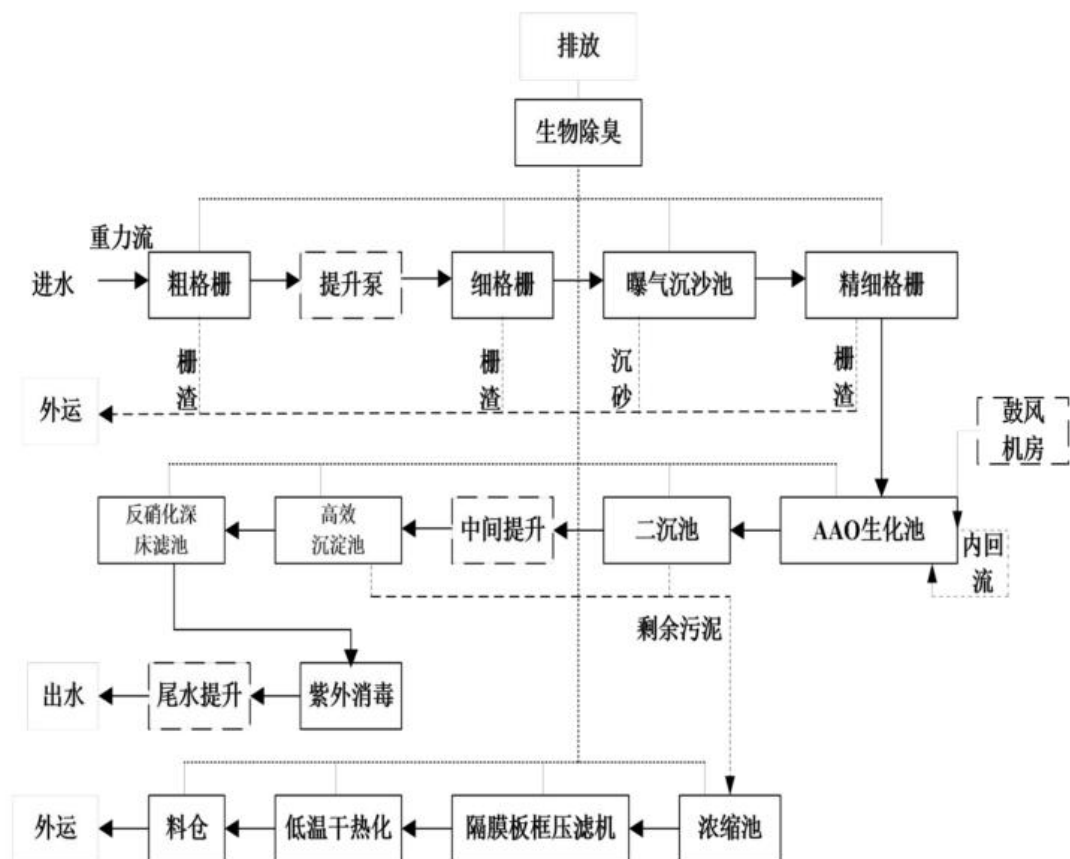 排放
生物除臭
重力流
进水
粗格栅
提升泵
细格栅
曝气沉沙池
精细格栅
栅
渣
栅
渣
沉
砂
栅
渣
外运
鼓风
机房
反硝化深
床滤池
高效
沉淀池
中间提升
二沉池
AAO生化池
内回
流
剩余污泥
出水
尾水提升
紫外消毒
外运
料仓
低温干热化
隔膜板框压滤机
浓缩池